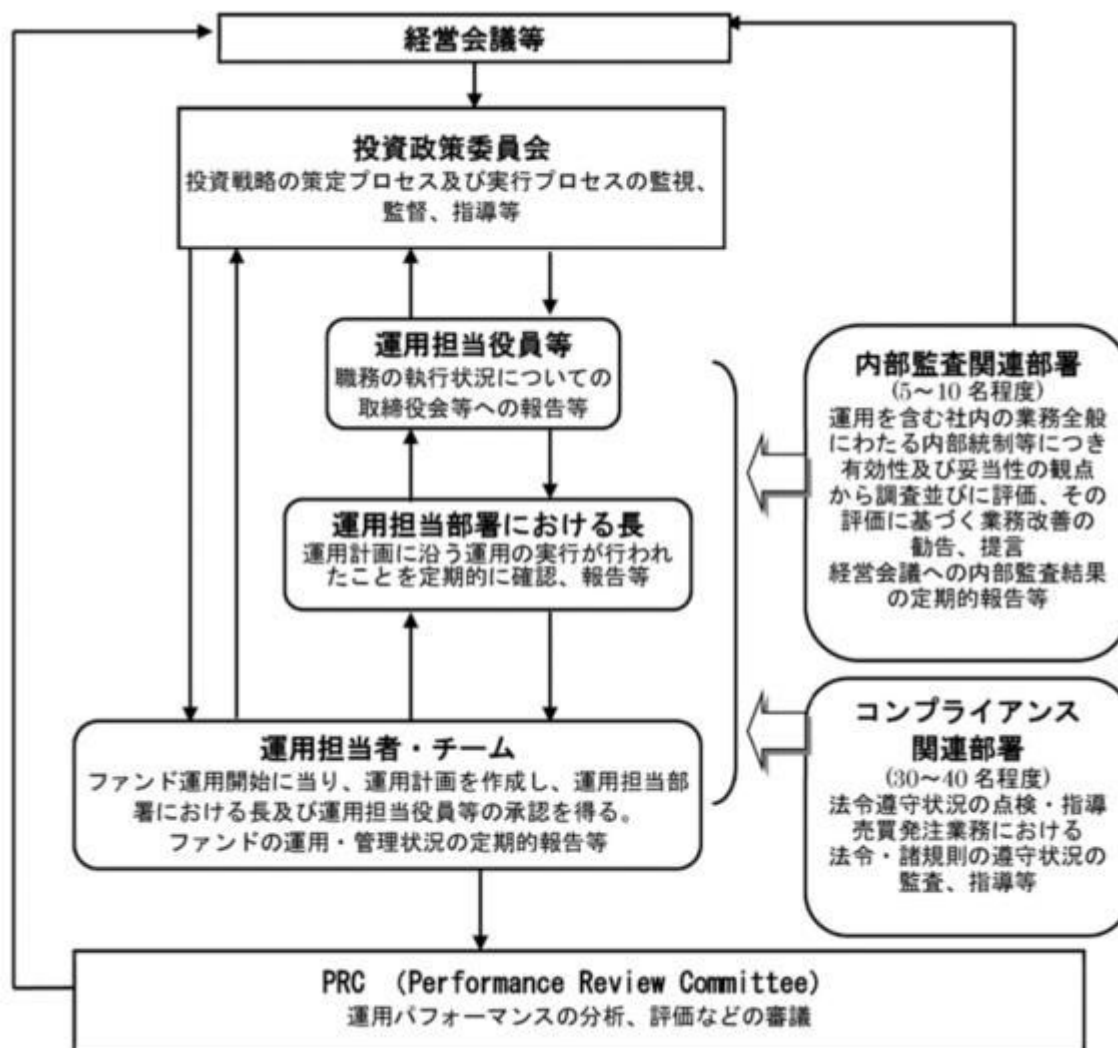 経営会議等
投資政策委員会
投資戦略の策定プロセス及び実行プロセスの監視、
監督、指導等
運用担当役員等
職務の執行状況についての
取締役会等への報告等
運用担当部署における長
運用計画に沿う運用の実行が行われ
たことを定期的に確認、報告等
運用担当者・チーム
ファンド運用開始に当り、運用計画を作成し、運用担当部
署における長及び運用担当役員等の承認を得る。
ファンドの運用・管理状況の定期的報告等
内部監査関連部署
(5~10 名程度)
運用を含む社内の業務全般
にわたる内部統制等につき
有効性及び妥当性の観点
から調査並びに評価、その
評価に基づく業務改善の
勧告、提言
経営会議への内部監査結果
の定期的報告等
コンプライアンス
関連部署
(30~40 名程度)
法令遵守状況の点検・指導
売買発注業務における
法令・諸規則の遵守状況の
監査、指導等
PRC (Performance Review Committee)
運用パフォーマンスの分析、評価などの審議